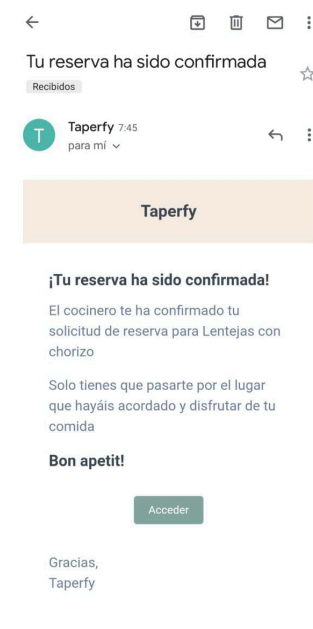 Tu reserva ha sido confirmada
Recibidos
T
Taperfy 7:45
para mí
Taperfy
¡Tu reserva ha sido confirmada!
El cocinero te ha confirmado tu
solicitud de reserva para Lentejas con
chorizo
Solo tienes que pasarte por el lugar
que hayáis acordado y disfrutar de tu
comida
Bon apetit!
Acceder
Gracias,
Taperfy